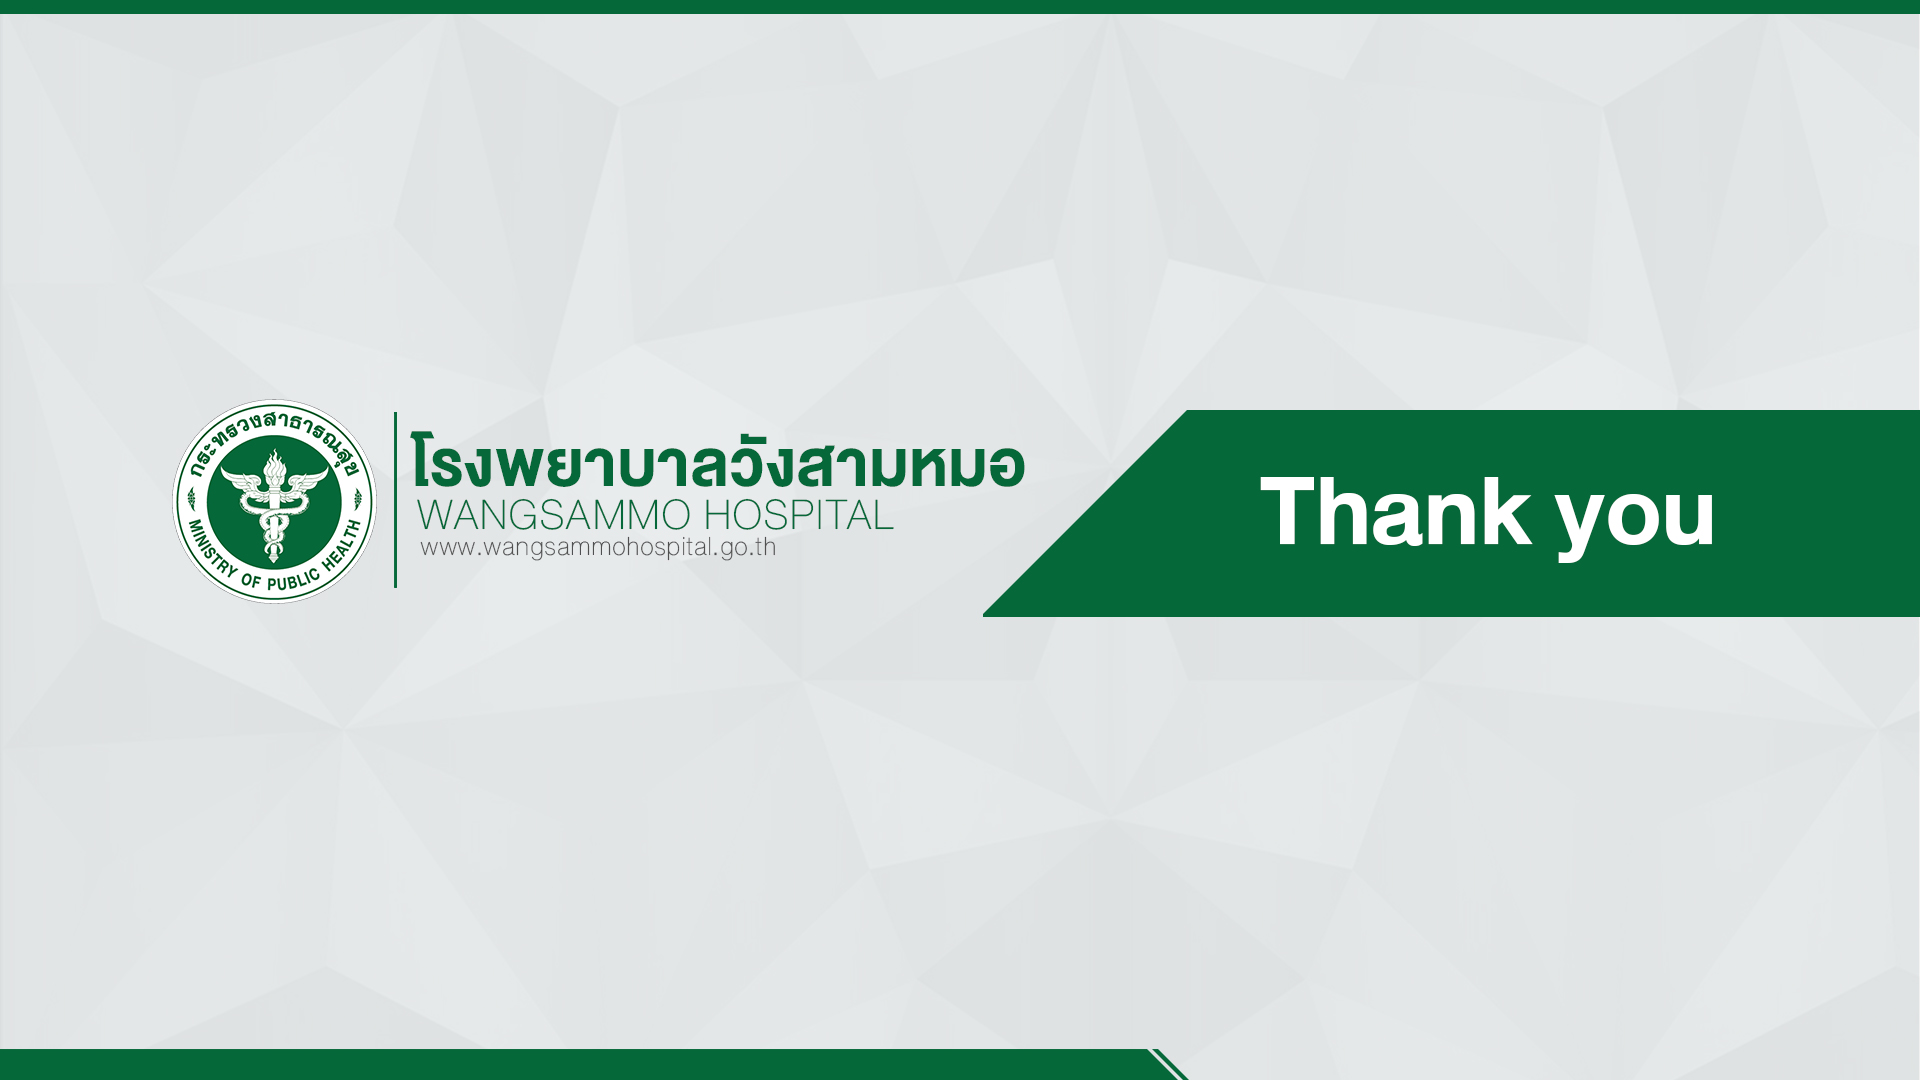 กระทรวงสาธารณสุข
MINISTRY OF PUBLIC HEALTH
โรงพยาบาลวังสามหมอ
WANGSAMMO HOSPITAL
www.wangsammohospital.go.th
Thank you